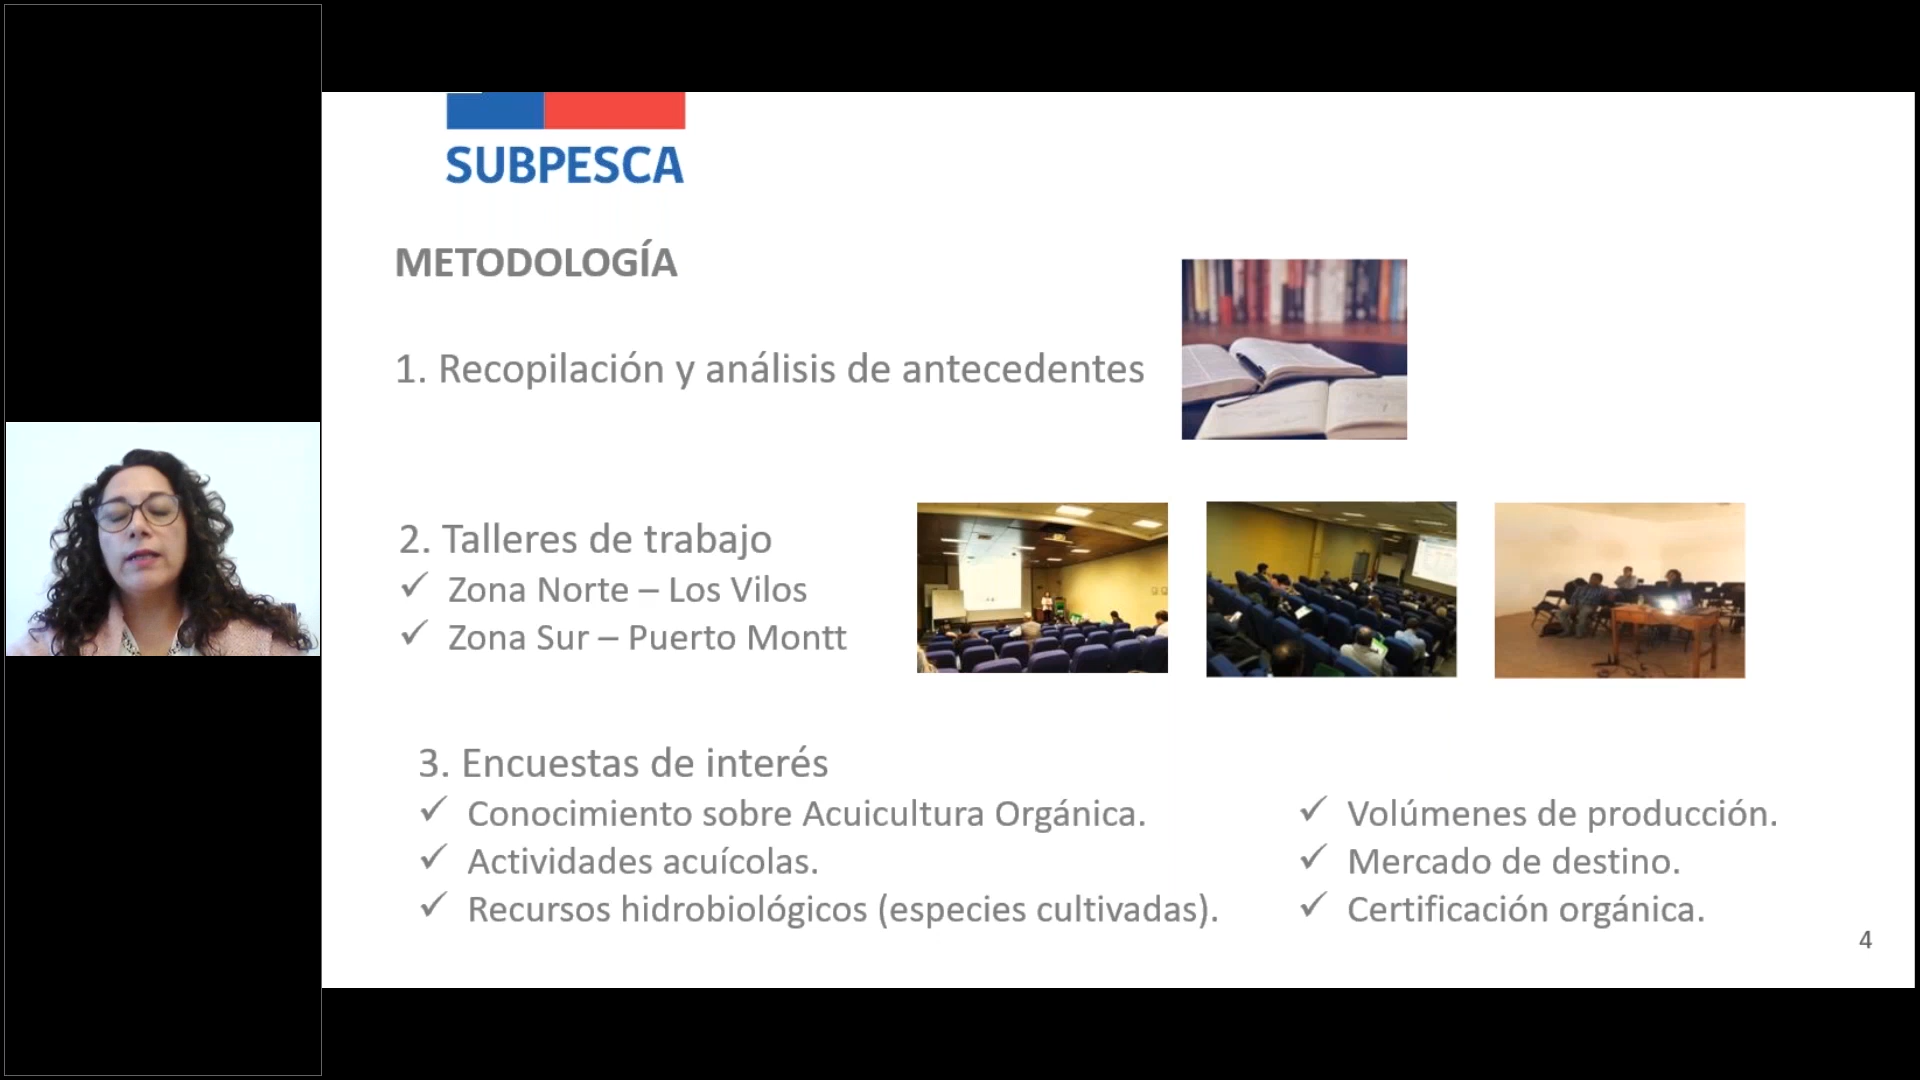 SUBPESCA
METODOLOGÍA
1. Recopilación y análisis de antecedentes
2. Talleres de trabajo
✓ Zona Norte – Los Vilos
✓ Zona Sur – Puerto Montt
3. Encuestas de interés
✓ Conocimiento sobre Acuicultura Orgánica.
✓ Actividades acuícolas.
✓ Recursos hidrobiológicos (especies cultivadas).
✓ Volúmenes de producción.
✓ Mercado de destino.
✓ Certificación orgánica.
4